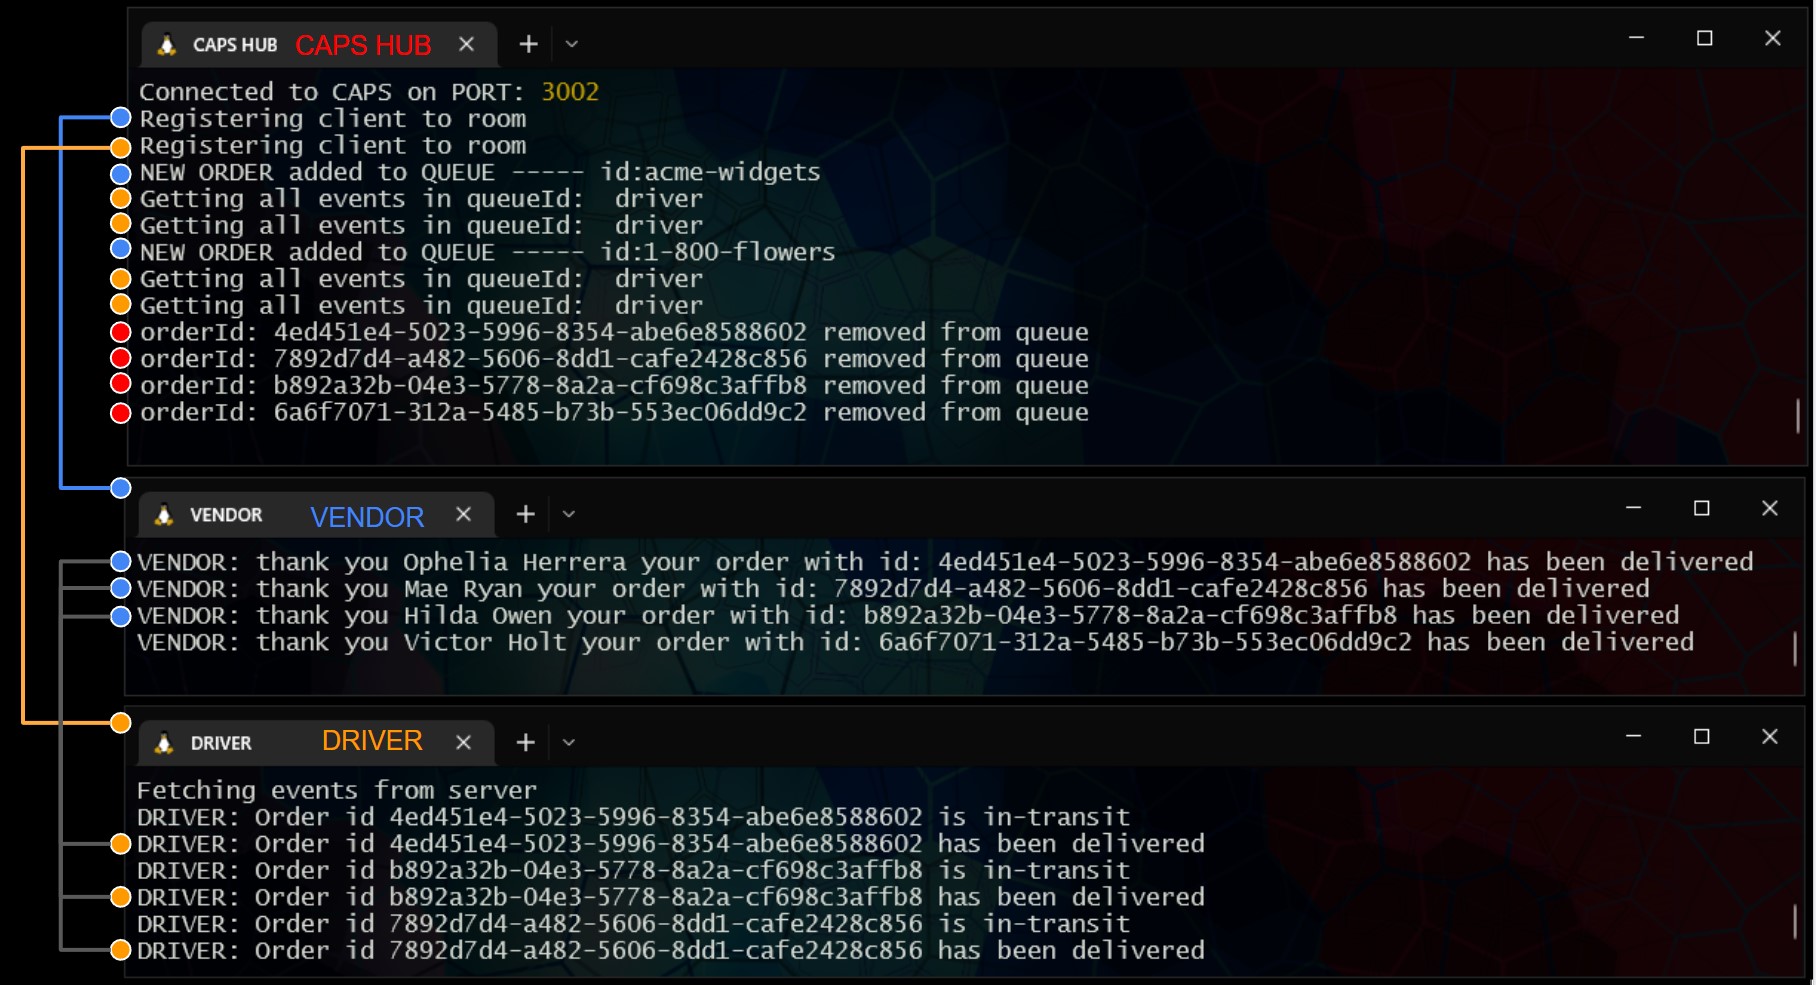 CAPS HUB CAPS HUB
Connected to CAPS on PORT: 3002
Registering client to room
Registering client to room
NEW ORDER added to QUEUE ----- id:acme-widgets
Getting all events in queueId:  driver
Getting all events in queueId:  driver
NEW ORDER added to QUEUE ----- id:1-800-flowers
Getting all events in queueId:  driver
Getting all events in queueId:  driver
orderId: 4ed451e4-5023-5996-8354-abe6e8588602 removed from queue
orderId: 7892d7d4-a482-5606-8dd1-cafe2428c856 removed from queue
orderId: b892a32b-04e3-5778-8a2a-cf698c3affb8 removed from queue
orderId: 6a6f7071-312a-5485-b73b-553ec06dd9c2 removed from queue
VENDOR VENDOR
VENDOR: thank you Ophelia Herrera your order with id: 4ed451e4-5023-5996-8354-abe6e8588602 has been delivered
VENDOR: thank you Mae Ryan your order with id: 7892d7d4-a482-5606-8dd1-cafe2428c856 has been delivered
VENDOR: thank you Hilda Owen your order with id: b892a32b-04e3-5778-8a2a-cf698c3affb8 has been delivered
VENDOR: thank you Victor Holt your order with id: 6a6f7071-312a-5485-b73b-553ec06dd9c2 has been delivered
DRIVER DRIVER
Fetching events from server
DRIVER: Order id 4ed451e4-5023-5996-8354-abe6e8588602 is in-transit
DRIVER: Order id 4ed451e4-5023-5996-8354-abe6e8588602 has been delivered
DRIVER: Order id b892a32b-04e3-5778-8a2a-cf698c3affb8 is in-transit
DRIVER: Order id b892a32b-04e3-5778-8a2a-cf698c3affb8 has been delivered
DRIVER: Order id 7892d7d4-a482-5606-8dd1-cafe2428c856 is in-transit
DRIVER: Order id 7892d7d4-a482-5606-8dd1-cafe2428c856 has been delivered